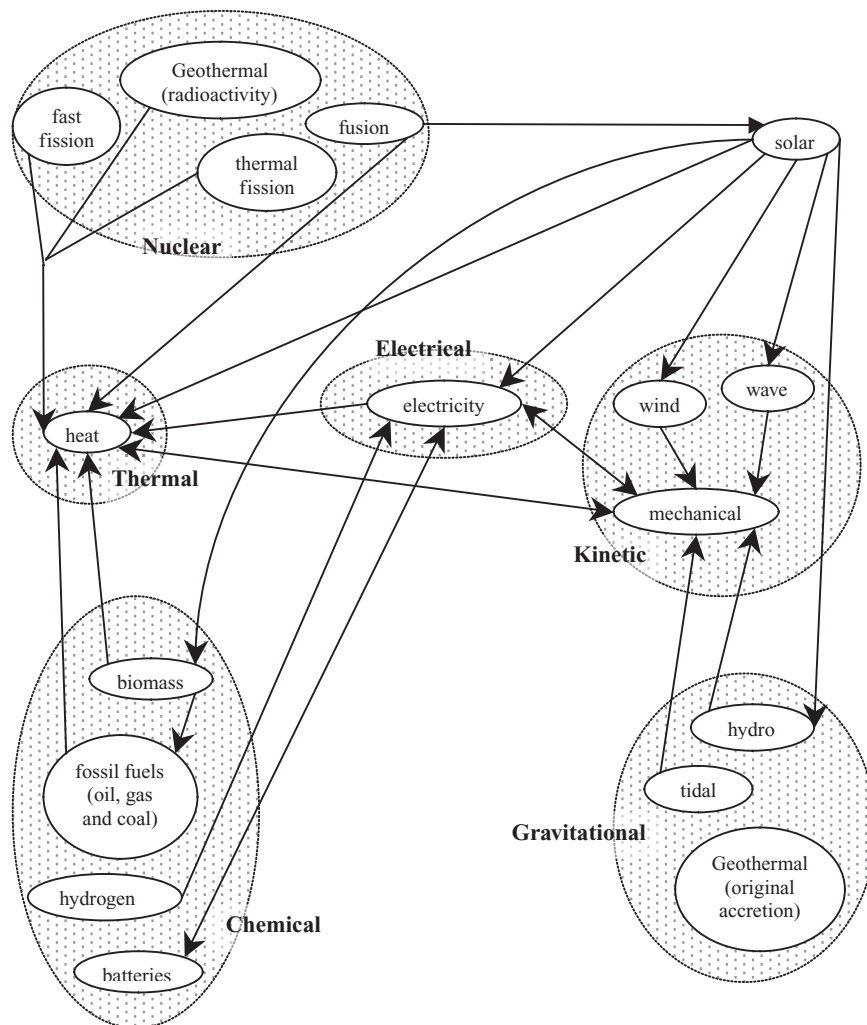 Geothermal
(radioactivity)
fast
fission
fusion
thermal
fission
solar
Nuclear
Electrical
wind
wave
electricity
heat
Thermal
mechanical
Kinetic
biomass
hydro
fossil fuels
(oil, gas
and coal)
tidal
Gravitational
Geothermal
(original
accretion)
hydrogen
Chemical
batteries